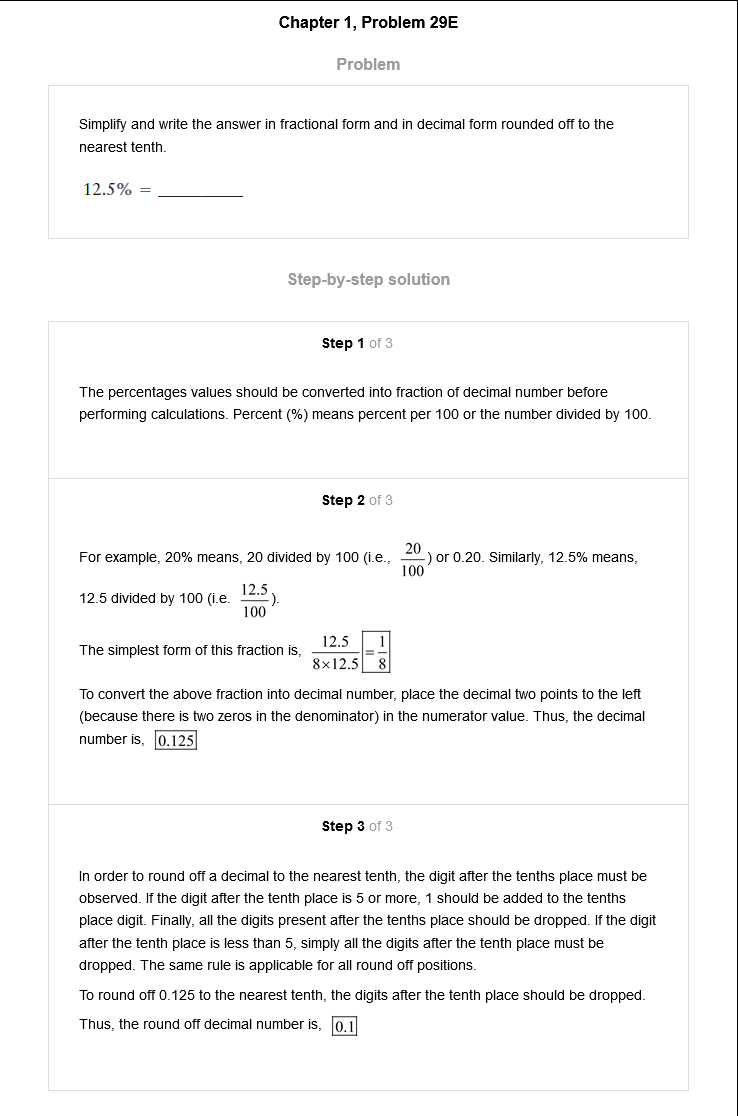 Chapter 1, Problem 29E
Problem
Simplify and write the answer in fractional form and in decimal form rounded off to the
nearest tenth.
12.5% = __________
Step-by-step solution
Step 1 of 3
The percentages values should be converted into fraction of decimal number before
performing calculations. Percent (%) means percent per 100 or the number divided by 100.
Step 2 of 3
For example, 20% means, 20 divided by 100 (i.e., 20/100) or 0.20. Similarly, 12.5% means,
12.5 divided by 100 (i.e. 12.5/100).
The simplest form of this fraction is, 12.5/8×12.5 = 1/8
To convert the above fraction into decimal number, place the decimal two points to the left
(because there is two zeros in the denominator) in the numerator value. Thus, the decimal
number is, 0.125
Step 3 of 3
In order to round off a decimal to the nearest tenth, the digit after the tenths place must be
observed. If the digit after the tenth place is 5 or more, 1 should be added to the tenths
place digit. Finally, all the digits present after the tenths place should be dropped. If the digit
after the tenth place is less than 5, simply all the digits after the tenth place must be
dropped. The same rule is applicable for all round off positions.
To round off 0.125 to the nearest tenth, the digits after the tenth place should be dropped.
Thus, the round off decimal number is, 0.1